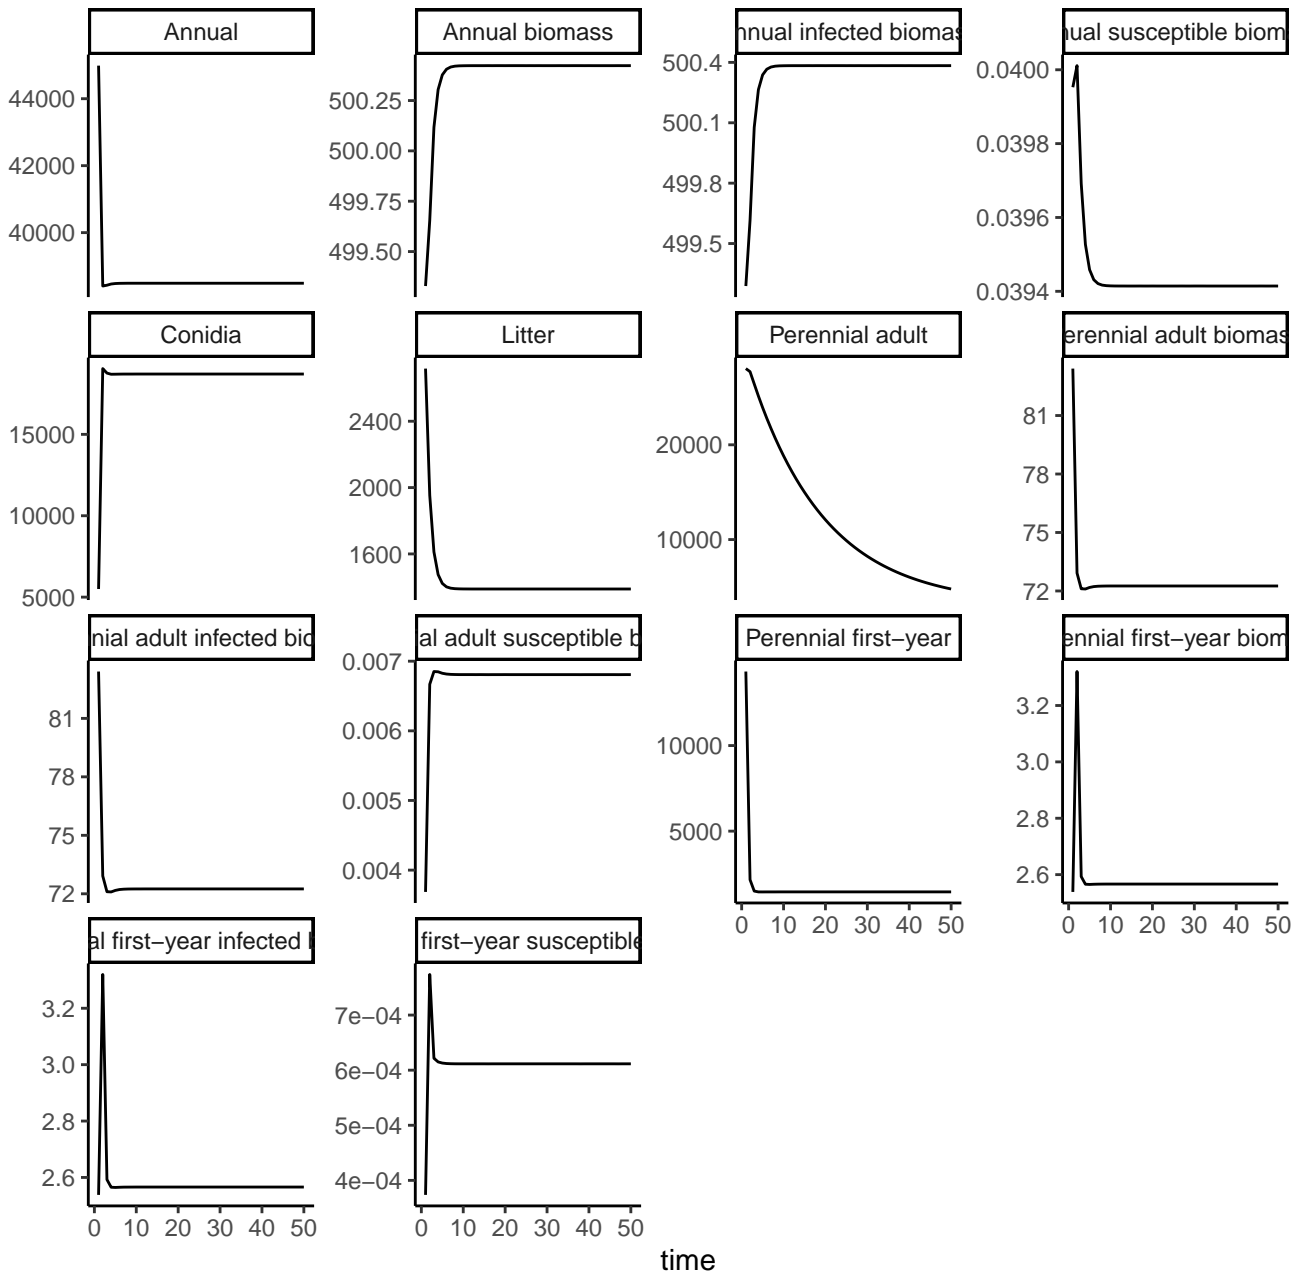 Annual
Annual biomass
nnual infected biomas
nual susceptible biom
44000
42000
40000
500.25
500.00
499.75
499.50
500.4
500.1
499.8
499.5
0.0400
0.0398
0.0396
0.0394
Conidia
Litter
Perennial adult
erennial adult biomas
15000
10000
5000
2400
2000
1600
20000
10000
81
78
75
72
nial adult infected bio
al adult susceptible b
Perennial first−year
ennial first−year biom
81
78
75
72
0.007
0.006
0.005
0.004
10000
5000
3.2
3.0
2.8
2.6
0 10 20 30 40 50
0 10 20 30 40 50
al first−year infected b
first−year susceptible
3.2
3.0
2.8
2.6
7e−04
6e−04
5e−04
4e−04
0 10 20 30 40 50
0 10 20 30 40 50
time